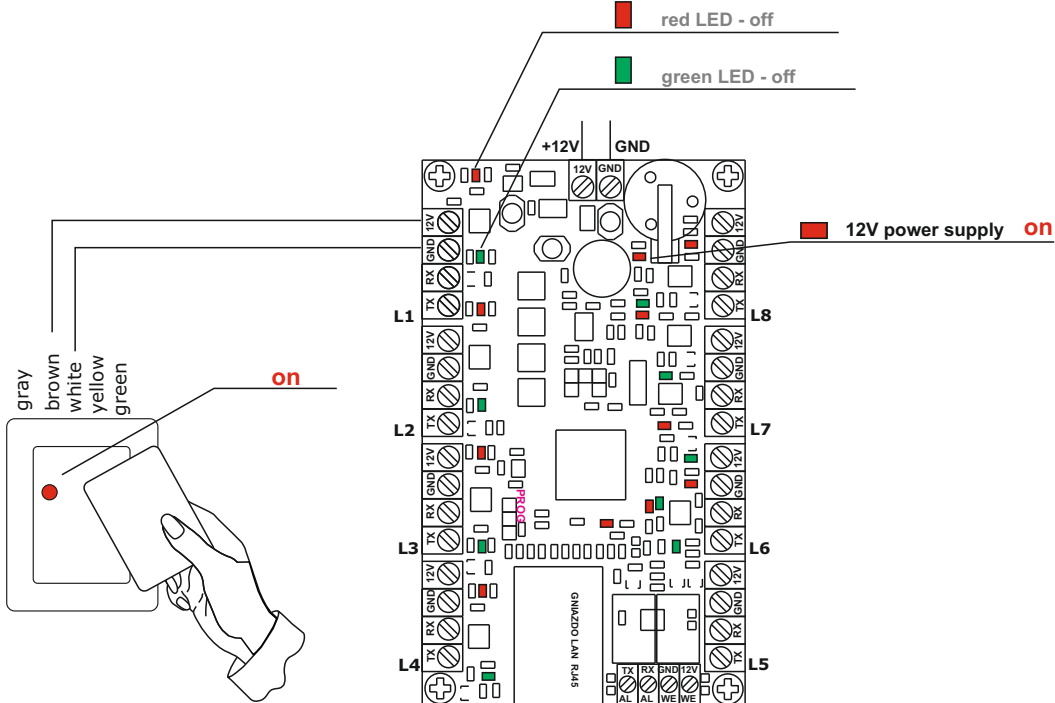 red LED - off
green LED - off
+12V GND
12V GND
12V power supply on
12V
GND
RX
TX
L1
12V
GND
RX
TX
L2
12V
GND
RX
TX
L3
12V
GND
RX
TX
L4
12V
GND
RX
TX
L8
12V
GND
RX
TX
L7
12V
GND
RX
TX
L6
12V
GND
RX
TX
L5
gray
brown
white
yellow
green
on
PROG
GNIAZDO LAN RJ45
TX RX GND 12V
AL AL WE WE